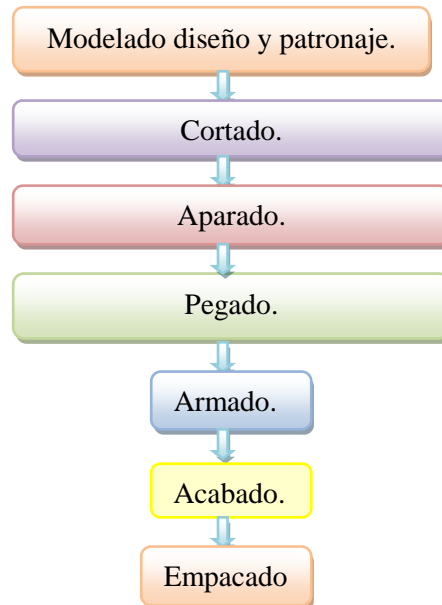 Modelado diseño y patronaje.
Cortado.
Aparado.
Pegado.
Armado.
Acabado.
Empacado